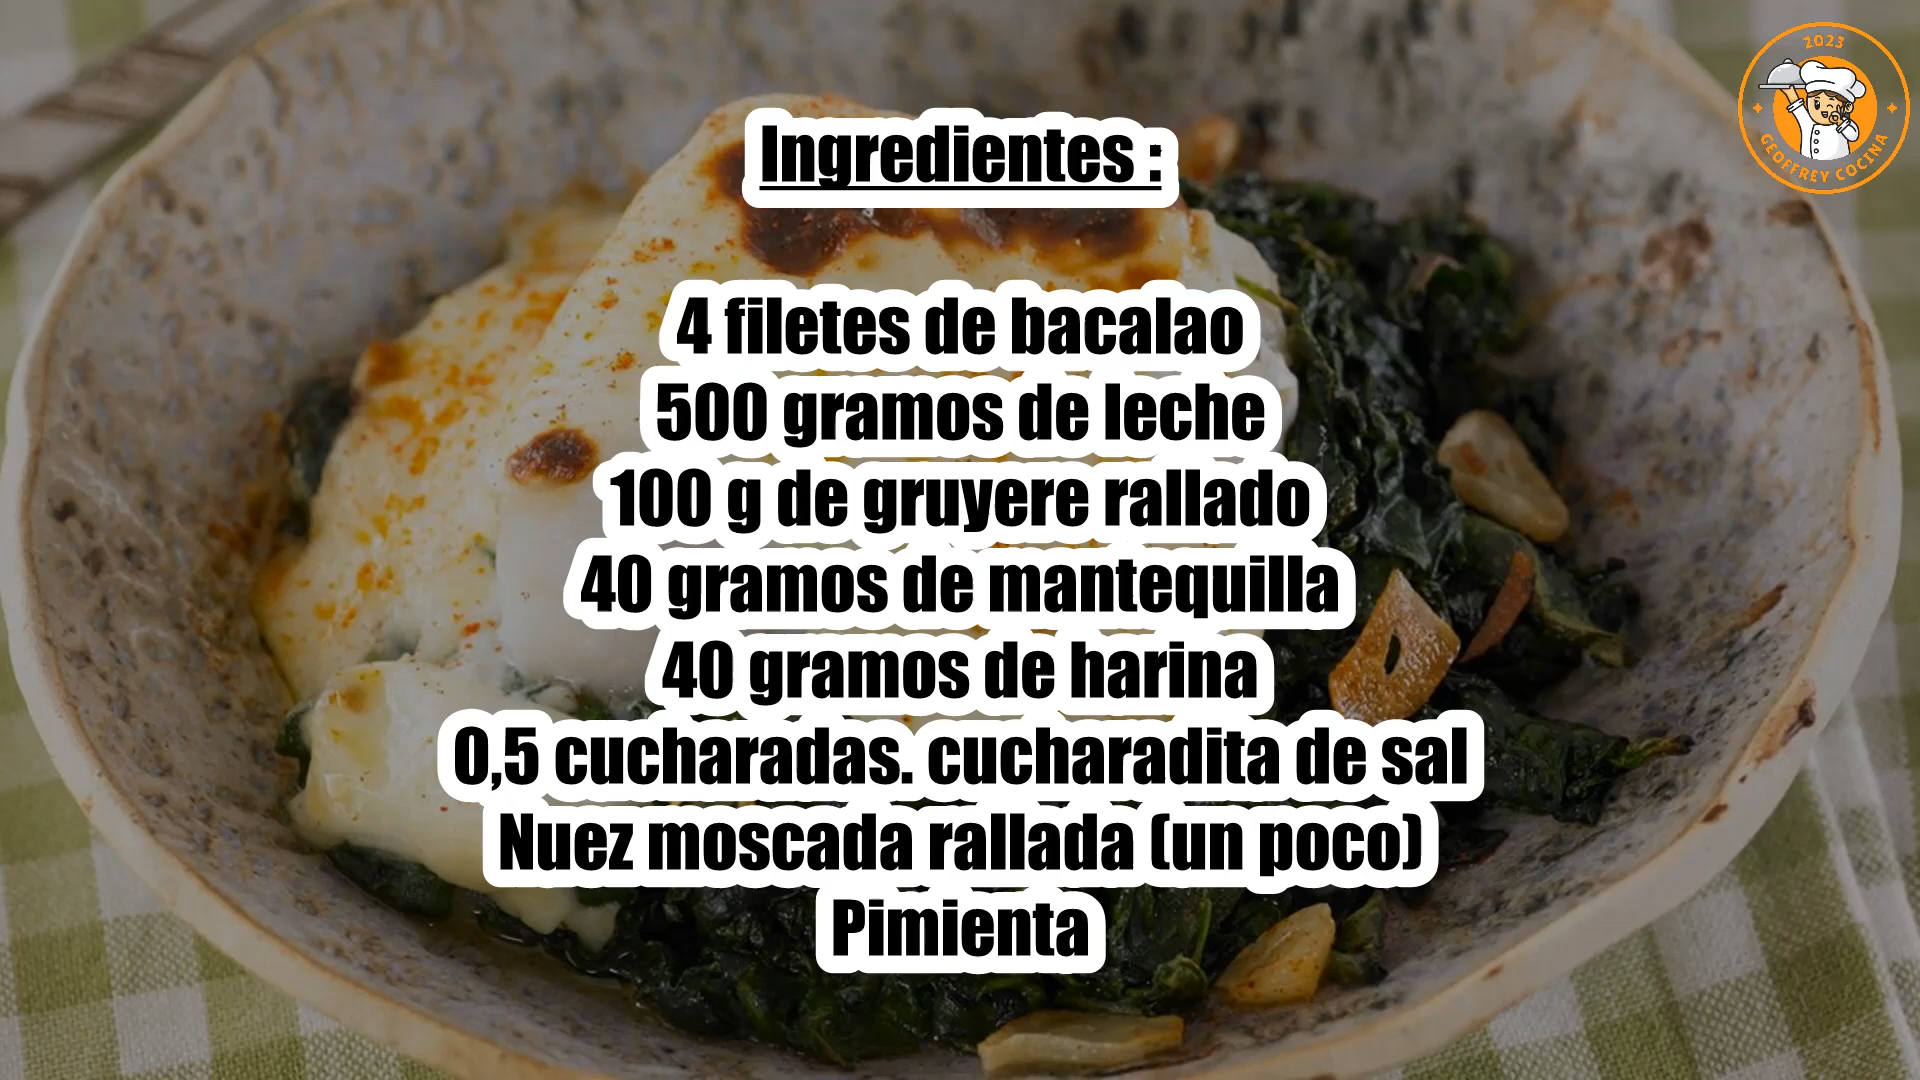 2023
GEOFFREY COCINA
Ingredientes :
4 filetes de bacalao
500 gramos de leche
100 g de gruyere rallado
40 gramos de mantequilla
40 gramos de harina
0,5 cucharadas. cucharadita de sal
Nuez moscada rallada (un poco)
Pimienta